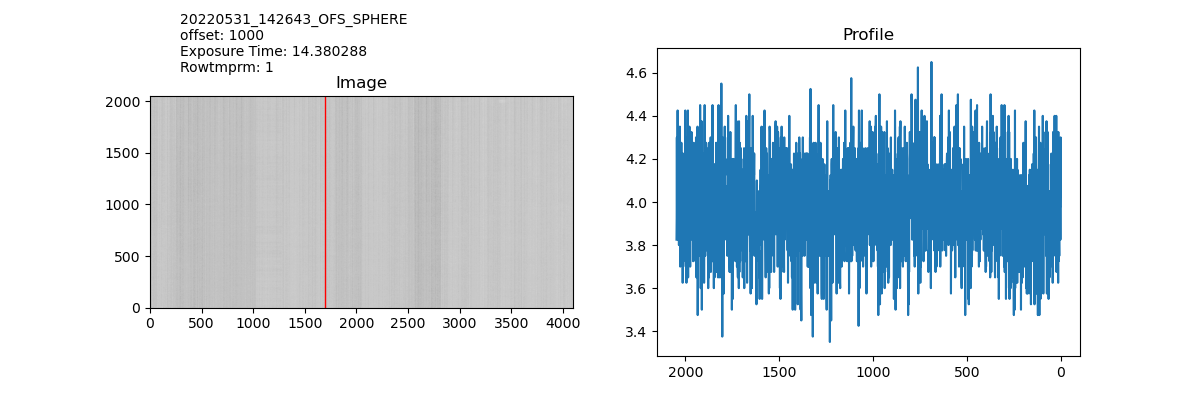 20220531_142643_OFS_SPHERE
offset: 1000
Exposure Time: 14.380288
Rowtmprm: 1
Image
2000
1500
1000
500
0
0 500 1000 1500 2000 2500 3000 3500 4000
Profile
4.6
4.4
4.2
4.0
3.8
3.6
3.4
2000 1500 1000 500 0